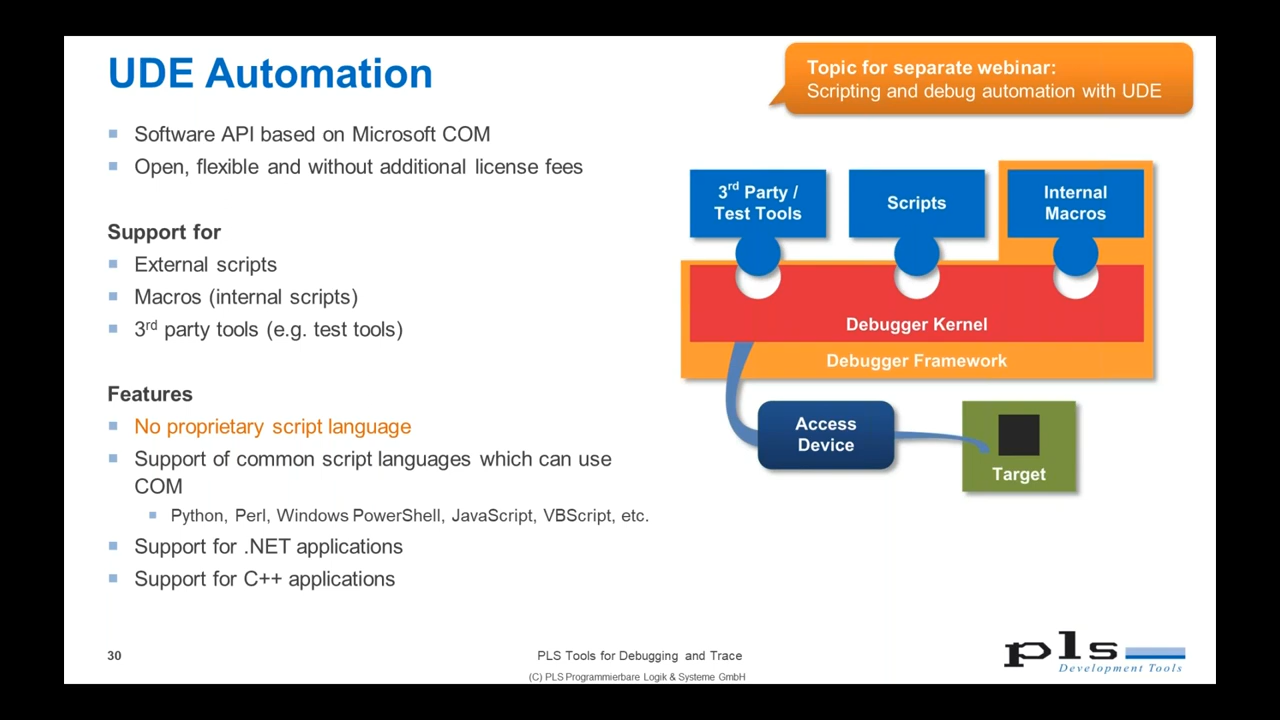 UDE Automation
Topic for separate webinar:
Scripting and debug automation with UDE
Software API based on Microsoft COM
Open, flexible and without additional license fees
Support for
External scripts
Macros (internal scripts)
3rd party tools (e.g. test tools)
Features
No proprietary script language
Support of common script languages which can use
COM
Python, Perl, Windows PowerShell, JavaScript, VBScript, etc.
Support for .NET applications
Support for C++ applications
3rd Party /
Test Tools
Scripts
Internal
Macros
Debugger Kernel
Debugger Framework
Access
Device
Target
30
PLS Tools for Debugging and Trace
(C) PLS Programmierbare Logik & Systeme GmbH
pls
Development Tools